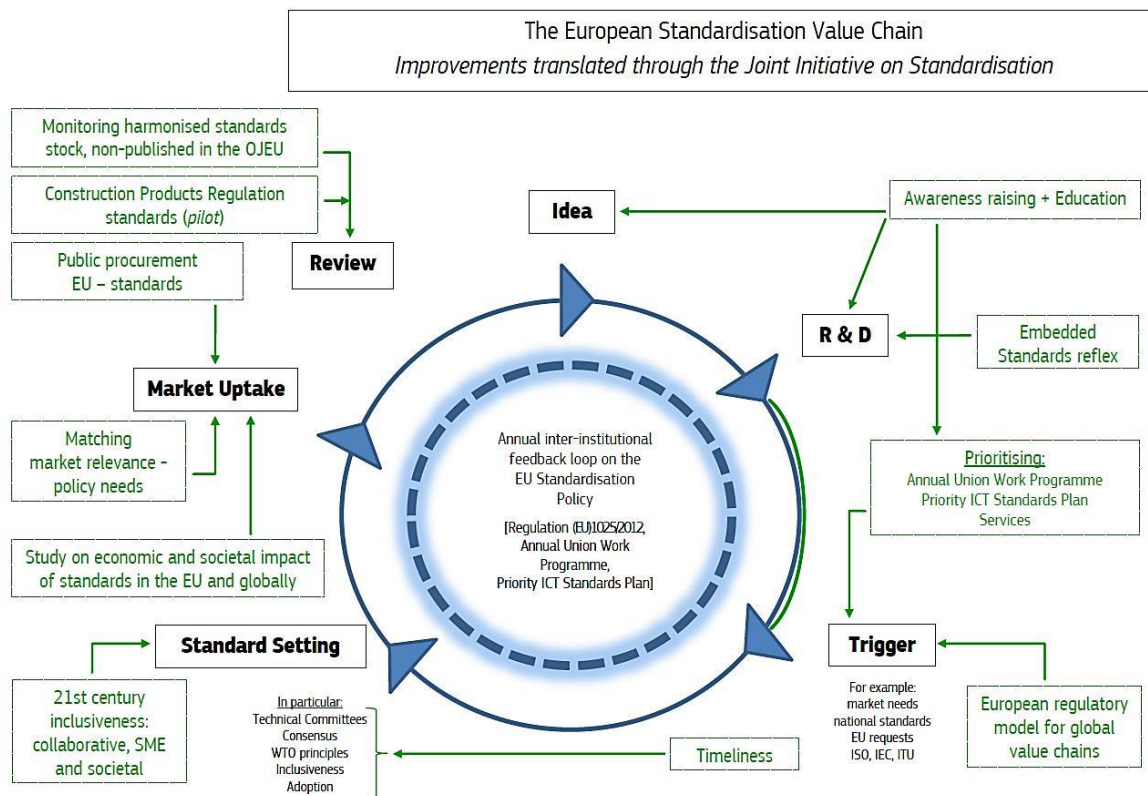 The European Standardisation Value Chain
Improvements translated through the Joint Initiative on Standardisation
Monitoring harmonised standards
stock, non-published in the OJEU
Construction Products Regulation
standards (pilot)
Public procurement
EU – standards
Review
Idea
Awareness raising + Education
R & D
Embedded
Standards reflex
Market Uptake
Matching
market relevance -
policy needs
Annual inter-institutional
feedback loop on the
EU Standardisation
Policy
[Regulation (EU)1025/2012,
Annual Union Work
Programme,
Priority ICT Standards Plan]
Prioritising:
Annual Union Work Programme
Priority ICT Standards Plan
Services
Study on economic and societal impact
of standards in the EU and globally
Standard Setting
21st century
inclusiveness:
collaborative, SME
and societal
In particular:
Technical Committees
Consensus
WTO principles
Inclusiveness
Adoption
Timeliness
Trigger
For example:
market needs
national standards
EU requests
ISO, IEC, ITU
European regulatory
model for global
value chains